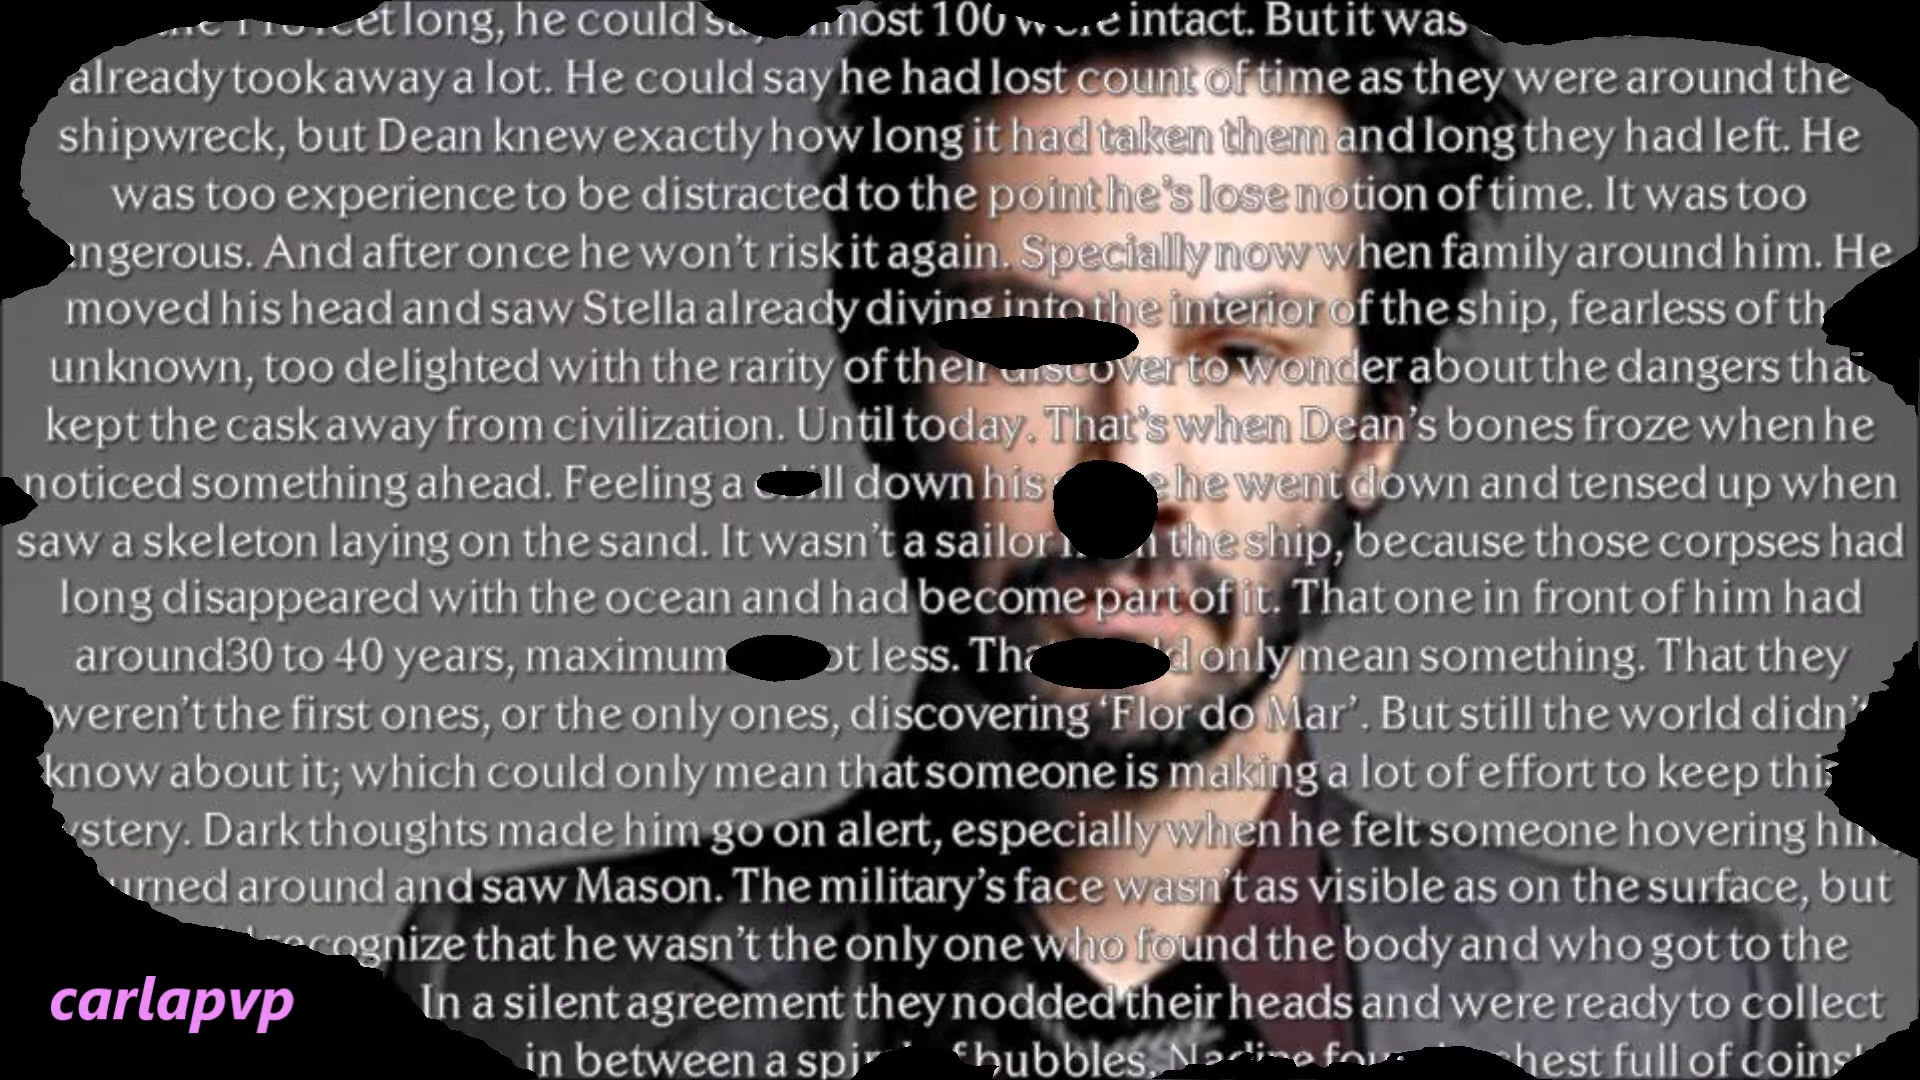 long, he could 100 were intact. But it was
already took away a lot. He could say he had lost count of time as they were around the
shipwreck, but Dean knew exactly how long it had taken them and long they had left. He
was too experience to be distracted to the point he's lose notion of time. It was too
And after once he won't risk it again. Specially now when family around him. He
moved his head and saw Stella already diving into the interior of the ship, fearless of
unknown, too delighted with the rarity of their discover to wonder about the dangers that
kept the cask away from civilization. Until today. That's when Dean's bones froze when he
noticed something ahead. Feeling a down his he went down and tensed up when
saw a skeleton laying on the sand. It wasn't a sailor the ship, because those corpses had
long disappeared with the ocean and had become part of it. That one in front of him had
around30 to 40 years, maximum less. only mean something. That they
weren't the first ones, or the only ones, discovering 'Flor do Mar'. But still the world didn't
know about it; which could only mean that someone is making a lot of effort to keep
Dark thoughts made him go on alert, especially when he felt someone hovering
around and saw Mason. The military's face wasn't as visible as on the surface, but
recognize that he wasn't the only one who found the body and who got to the
In a silent agreement they nodded their heads and were ready to collect
in between a bubbles. Nadine full of coins
carlapvp